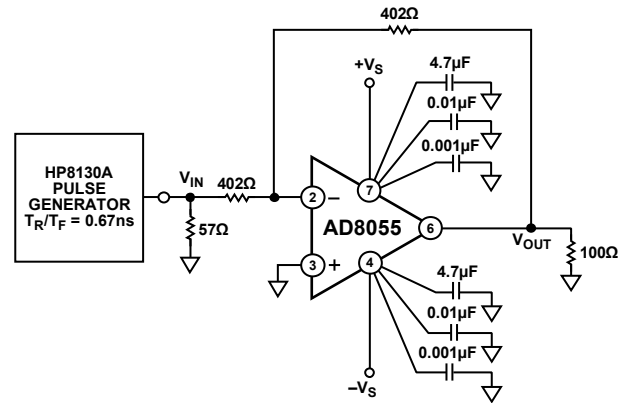 402Ω
+VS
4.7µF
0.01µF
0.001µF
HP8130A
PULSE
GENERATOR
TR/TF = 0.67ns
VIN
402Ω
57Ω
2
–
7
AD8055
6
3
+
4
VOUT
100Ω
4.7µF
0.01µF
0.001µF
–VS